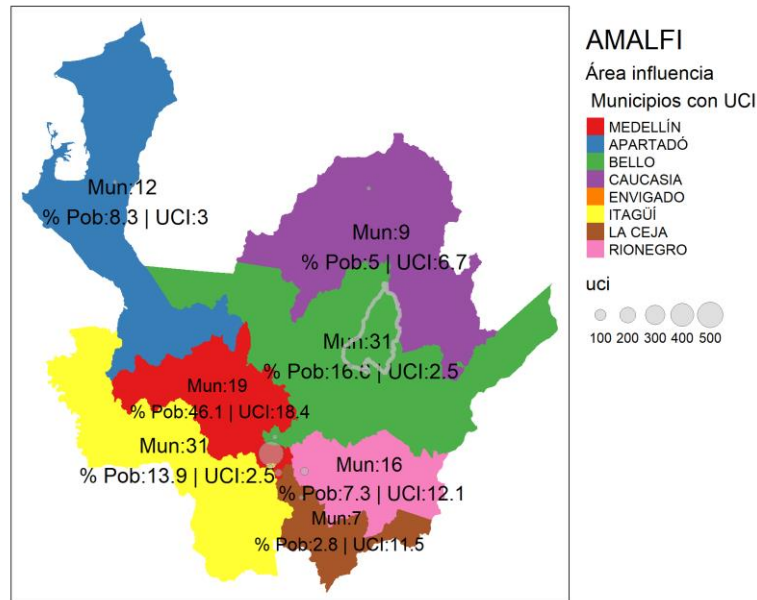 AMALFI
Área influencia
Municipios con UCI
MEDELLÍN
APARTADÓ
BELLO
CAUCASIA
ENVIGADO
ITAGÜÍ
LA CEJA
RIONEGRO
uci
100 200 300 400 500
Mun:12
% Pob:8.3 | UCI:3
Mun:9
% Pob:5 | UCI:6.7
Mun:31
% | UCI:2.5
Mun:19
% Pob:46.1 | UCI:18.4
Mun:31
% Pob:13.9 | UCI:2.5
Mun:16
% Pob:7.3 | UCI:12.1
Mun:7
% Pob:2.8 | UCI:11.5